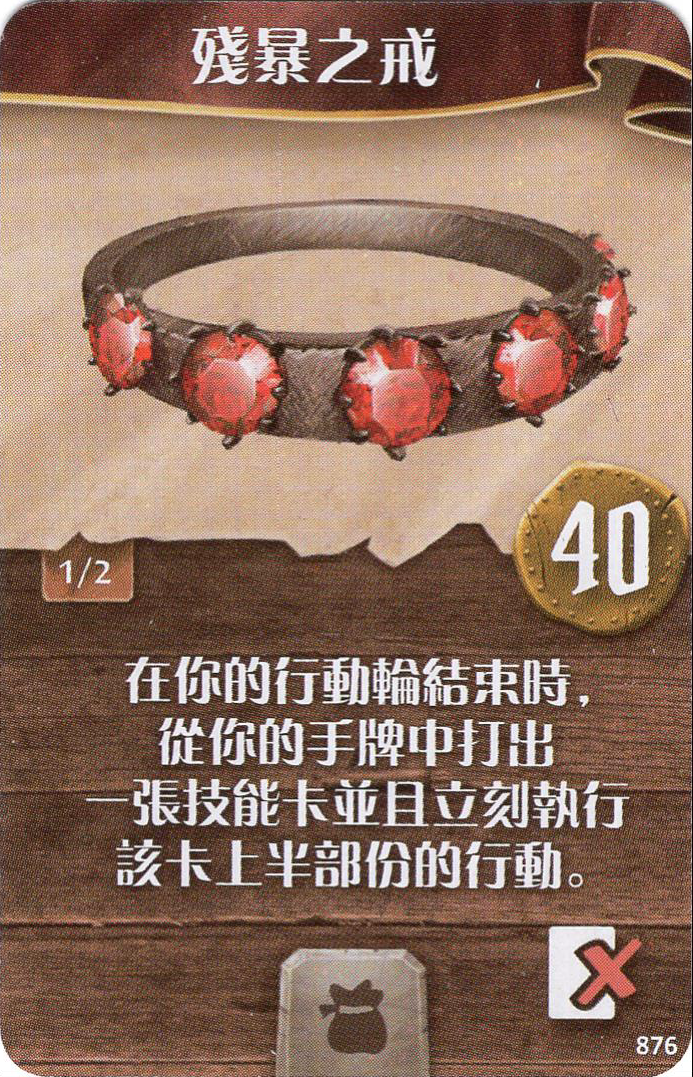 殘暴之戒
40
1/2
在你的行動輪結束時，
從你的手牌中打出
一張技能卡並且立刻執行
該卡上半部份的行動。
876